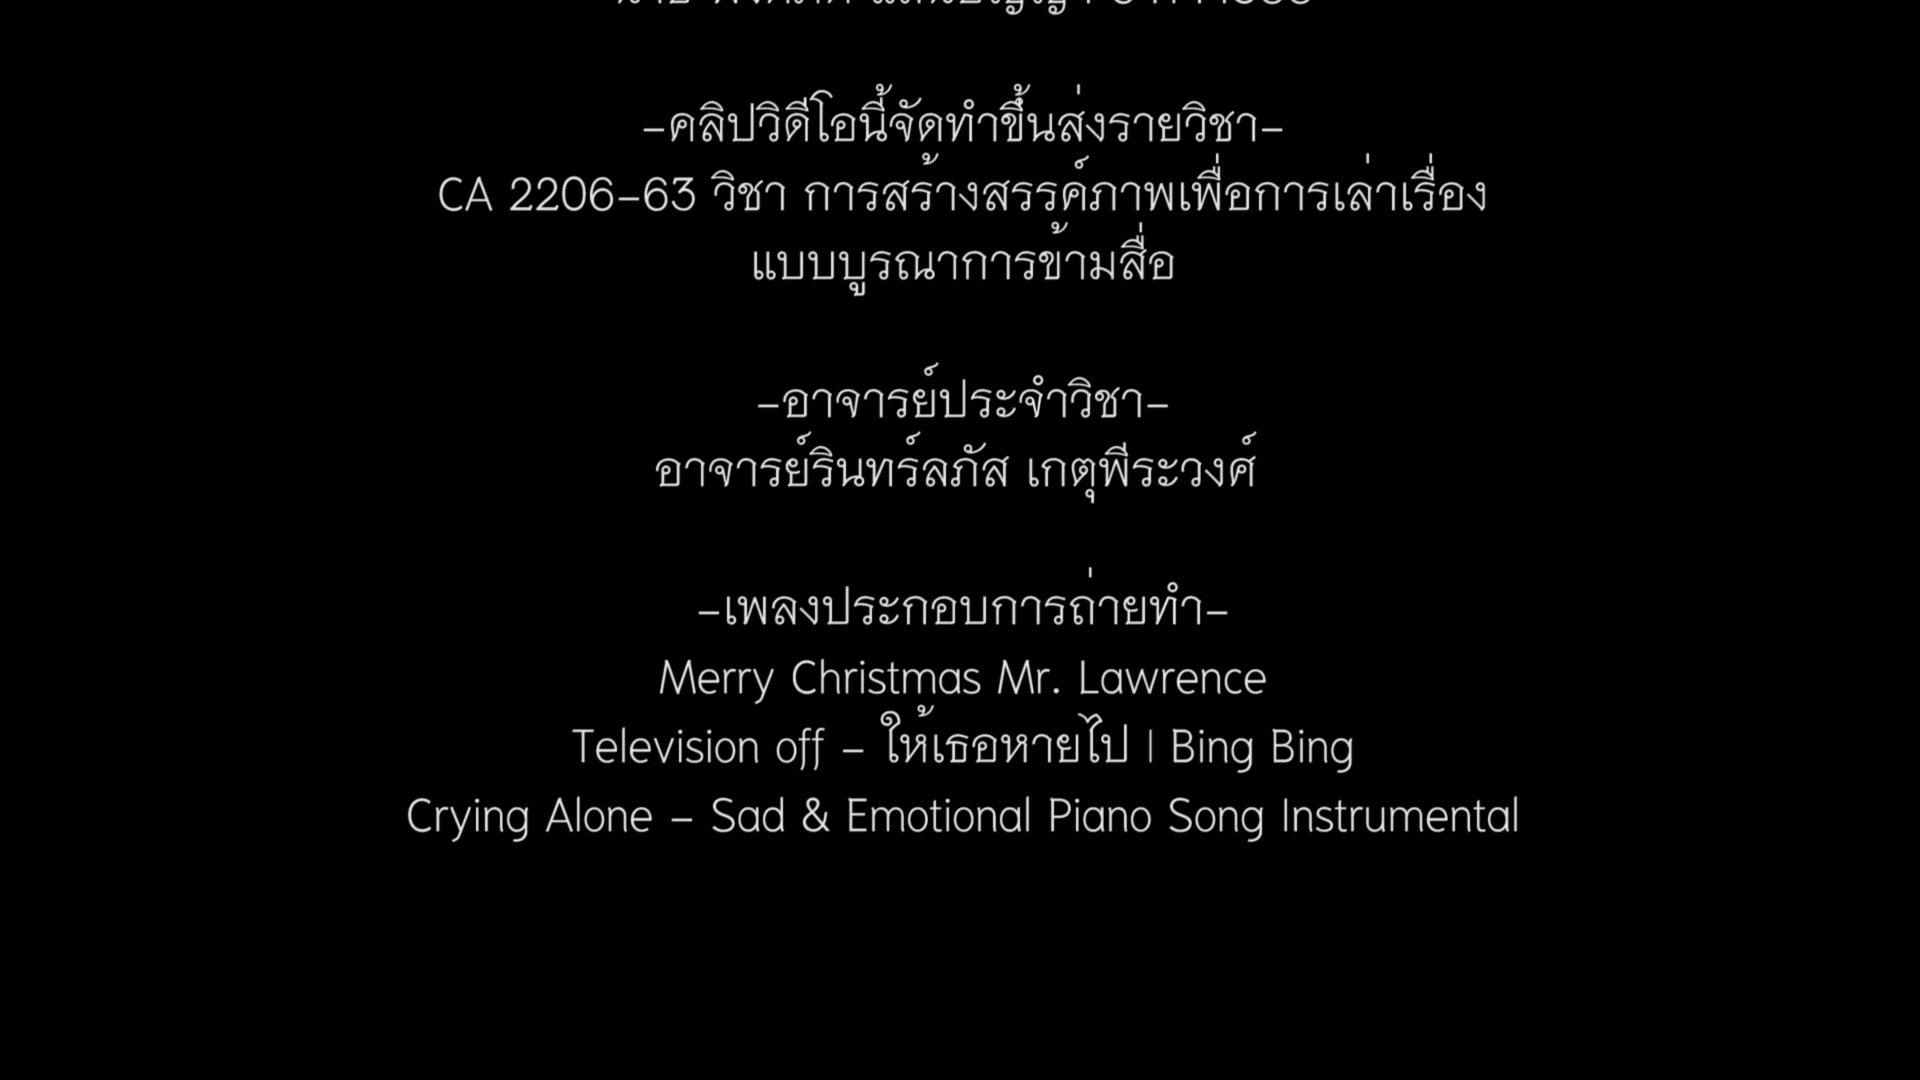 -คลิปวิดีโอนี้จัดทำขึ้นส่งรายวิชา-
CA 2206-63 วิชา การสร้างสรรค์ภาพเพื่อการเล่าเรื่อง
แบบบูรณาการข้ามสื่อ
-อาจารย์ประจำวิชา-
อาจารย์รินทร์ลภัส เกตุพีระวงศ์
-เพลงประกอบการถ่ายทำ-
Merry Christmas Mr. Lawrence
Television off - ให้เธอหายไป | Bing Bing
Crying Alone - Sad & Emotional Piano Song Instrumental